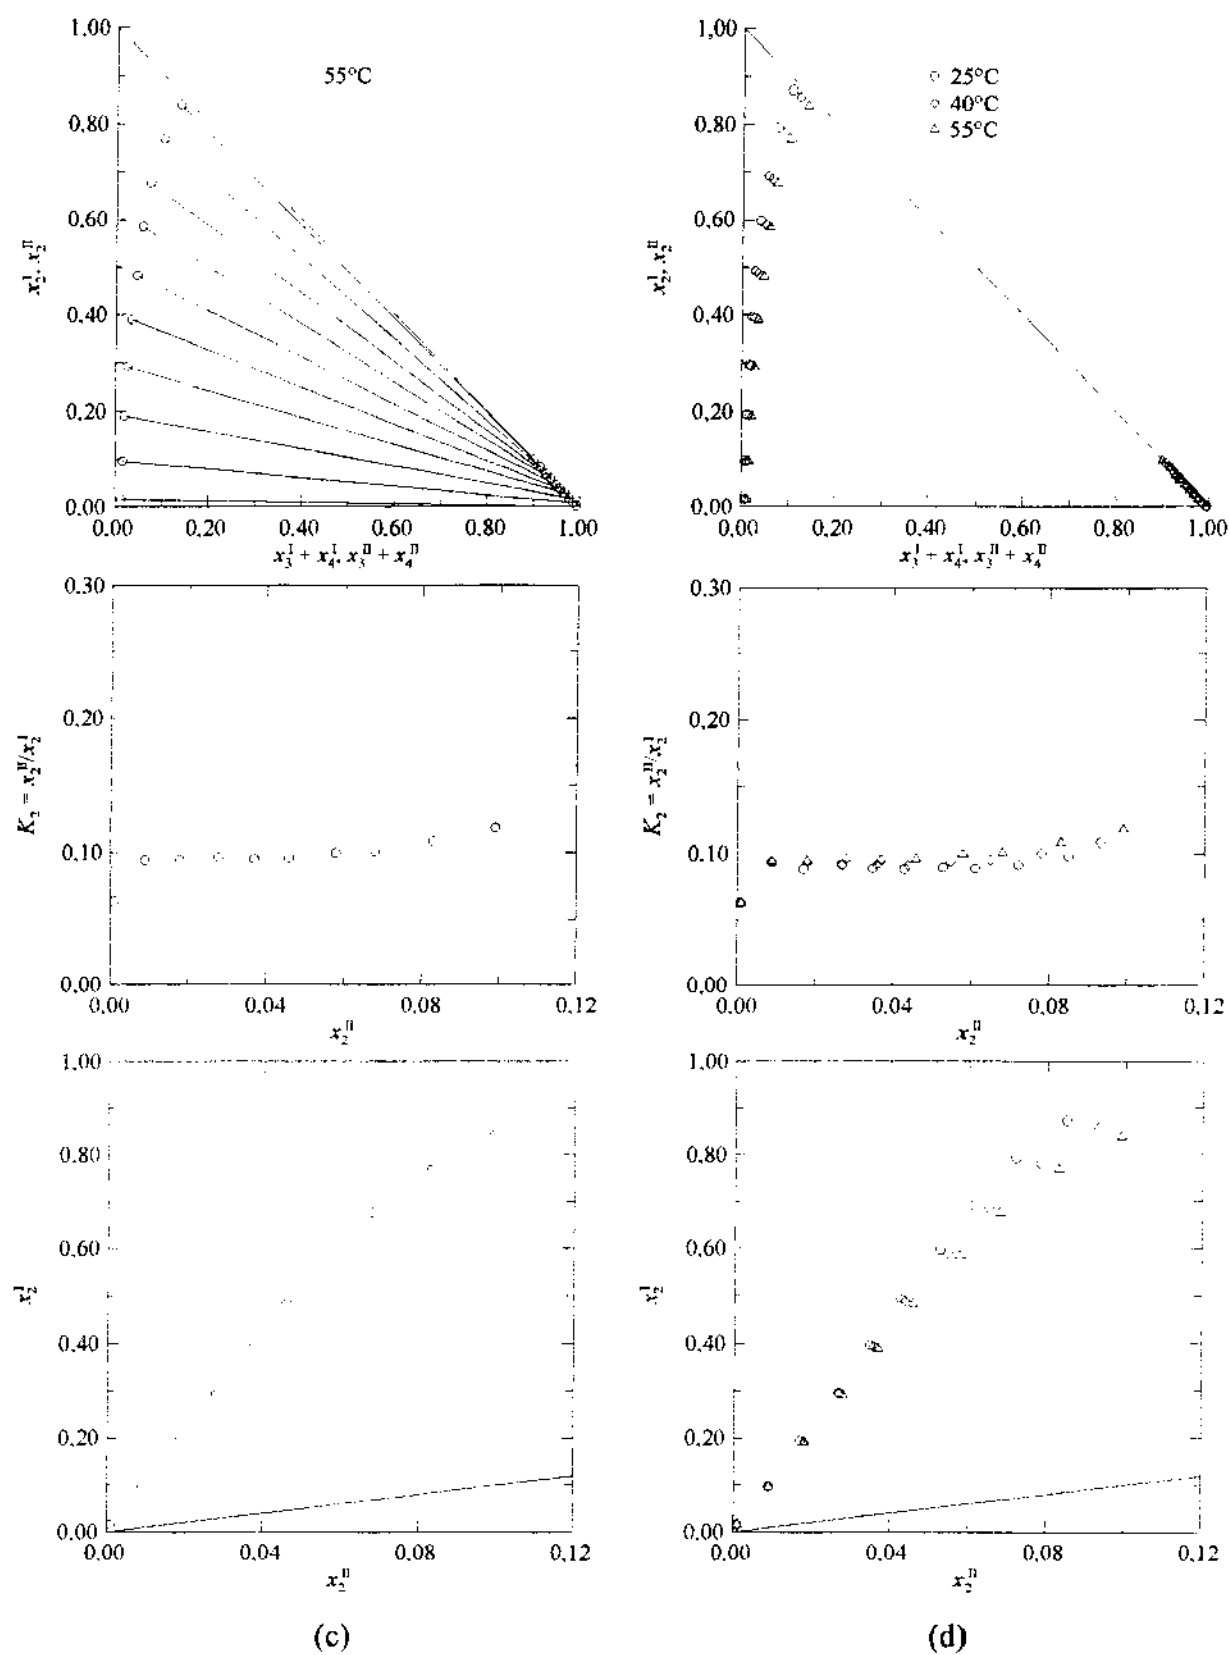 1,00
0,80
0,60
0,40
0,20
0,00
x₂ᴵ, x₂ᴵᴵ
55°C
0.00 0.20 0.40 0.60 0.80 1.00
x₃ᴵ + x₄ᴵ, x₃ᴵᴵ + x₄ᴵᴵ
1,00
0,80
0,60
0,40
0,20
0,00
x₂ᴵ, x₂ᴵᴵ
25°C
40°C
55°C
0.00 0.20 0.40 0.60 0.80 1.00
x₃ᴵ + x₄ᴵ, x₃ᴵᴵ + x₄ᴵᴵ
0.30
0,20
0,10
0,00
K₂ = x₂ᴵᴵ/x₂ᴵ
0.00 0.04 0.08 0.12
x₂ᴵᴵ
0.30
0,20
0,10
0,00
K₂ = x₂ᴵᴵ/x₂ᴵ
0.00 0.04 0.08 0.12
x₂ᴵᴵ
1,00
0,80
0,60
0,40
0,20
0,00
x₂ᴵ
0.00 0.04 0.08 0.12
x₂ᴵᴵ
(c)
1,00
0,80
0,60
0,40
0,20
0,00
x₂ᴵ
0.00 0.04 0.08 0,12
x₂ᴵᴵ
(d)